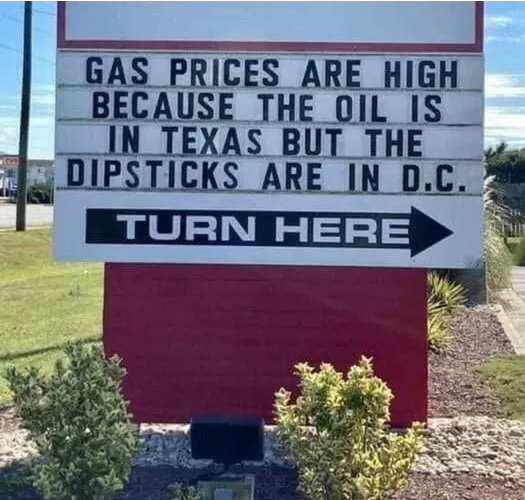 GAS PRICES ARE HIGH
BECAUSE THE OIL IS
IN TEXAS BUT THE
DIPSTICKS ARE IN D.C.
TURN HERE